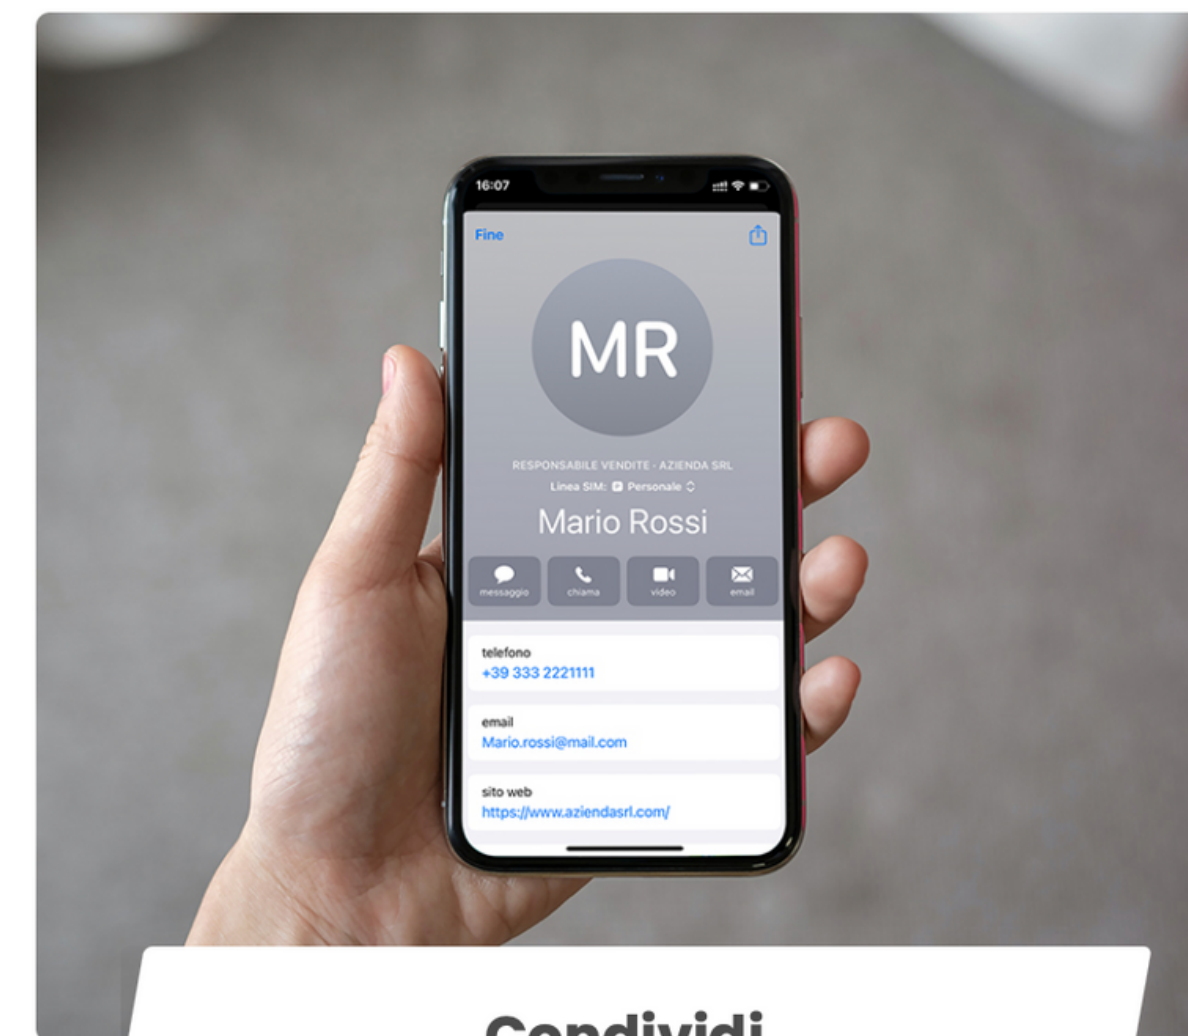 16:07
Fine
MR
RESPONSABILE VENDITE - AZIENDA SRL
Linea SIM: P Personale
Mario Rossi
messaggio chiama video email
telefono
+39 333 2221111
email
Mario.rossi@mail.com
sito web
https://www.aziendasrl.com/
Condividi